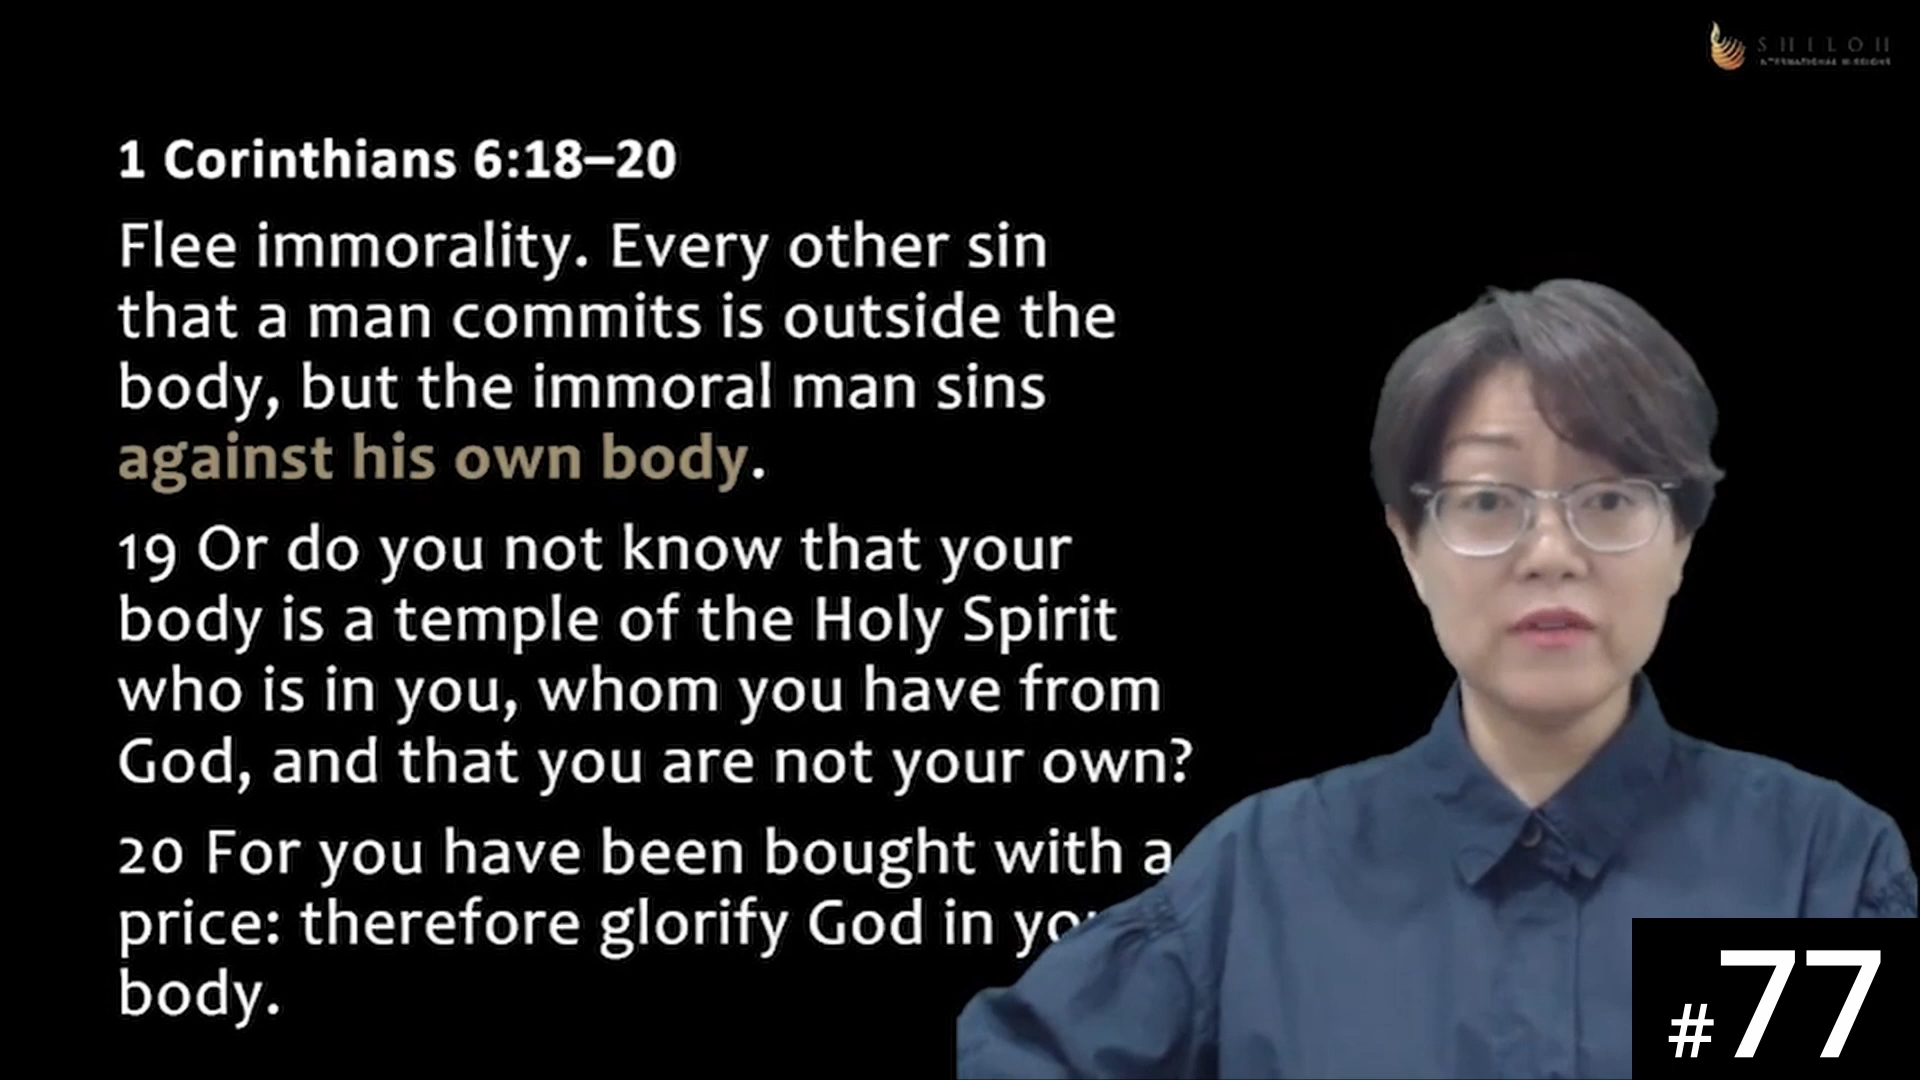 SHILOH
INTERNATIONAL MISSIONS
1 Corinthians 6:18–20
Flee immorality. Every other sin
that a man commits is outside the
body, but the immoral man sins
against his own body.
19 Or do you not know that your
body is a temple of the Holy Spirit
who is in you, whom you have from
God, and that you are not your own?
20 For you have been bought with a
price: therefore glorify God in
body.
#77